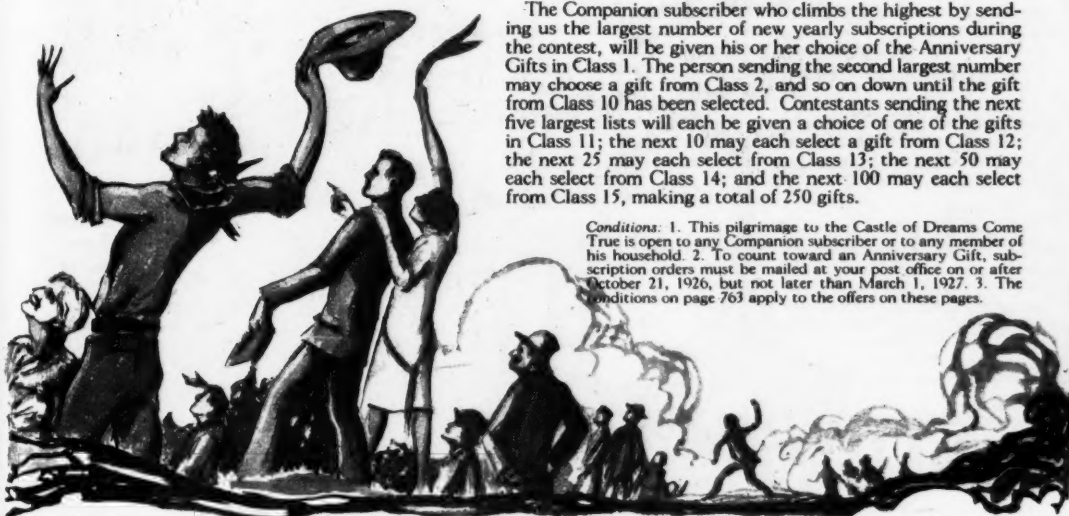 The Companion subscriber who climbs the highest by send-
ing us the largest number of new yearly subscriptions during
the contest, will be given his or her choice of the Anniversary
Gifts in Class 1. The person sending the second largest number
may choose a gift from Class 2, and so on down until the gift
from Class 10 has been selected. Contestants sending the next
five largest lists will each be given a choice of one of the gifts
in Class 11; the next 10 may each select a gift from Class 12;
the next 25 may each select from Class 13; the next 50 may
each select from Class 14; and the next 100 may each select
from Class 15, making a total of 250 gifts.
Conditions: 1. This pilgrimage to the Castle of Dreams Come
True is open to any Companion subscriber or to any member of
his household. 2. To count toward an Anniversary Gift, sub-
scription orders must be mailed at your post office on or after
October 21, 1926, but not later than March 1, 1927. 3. The
conditions on page 763 apply to the offers on these pages.